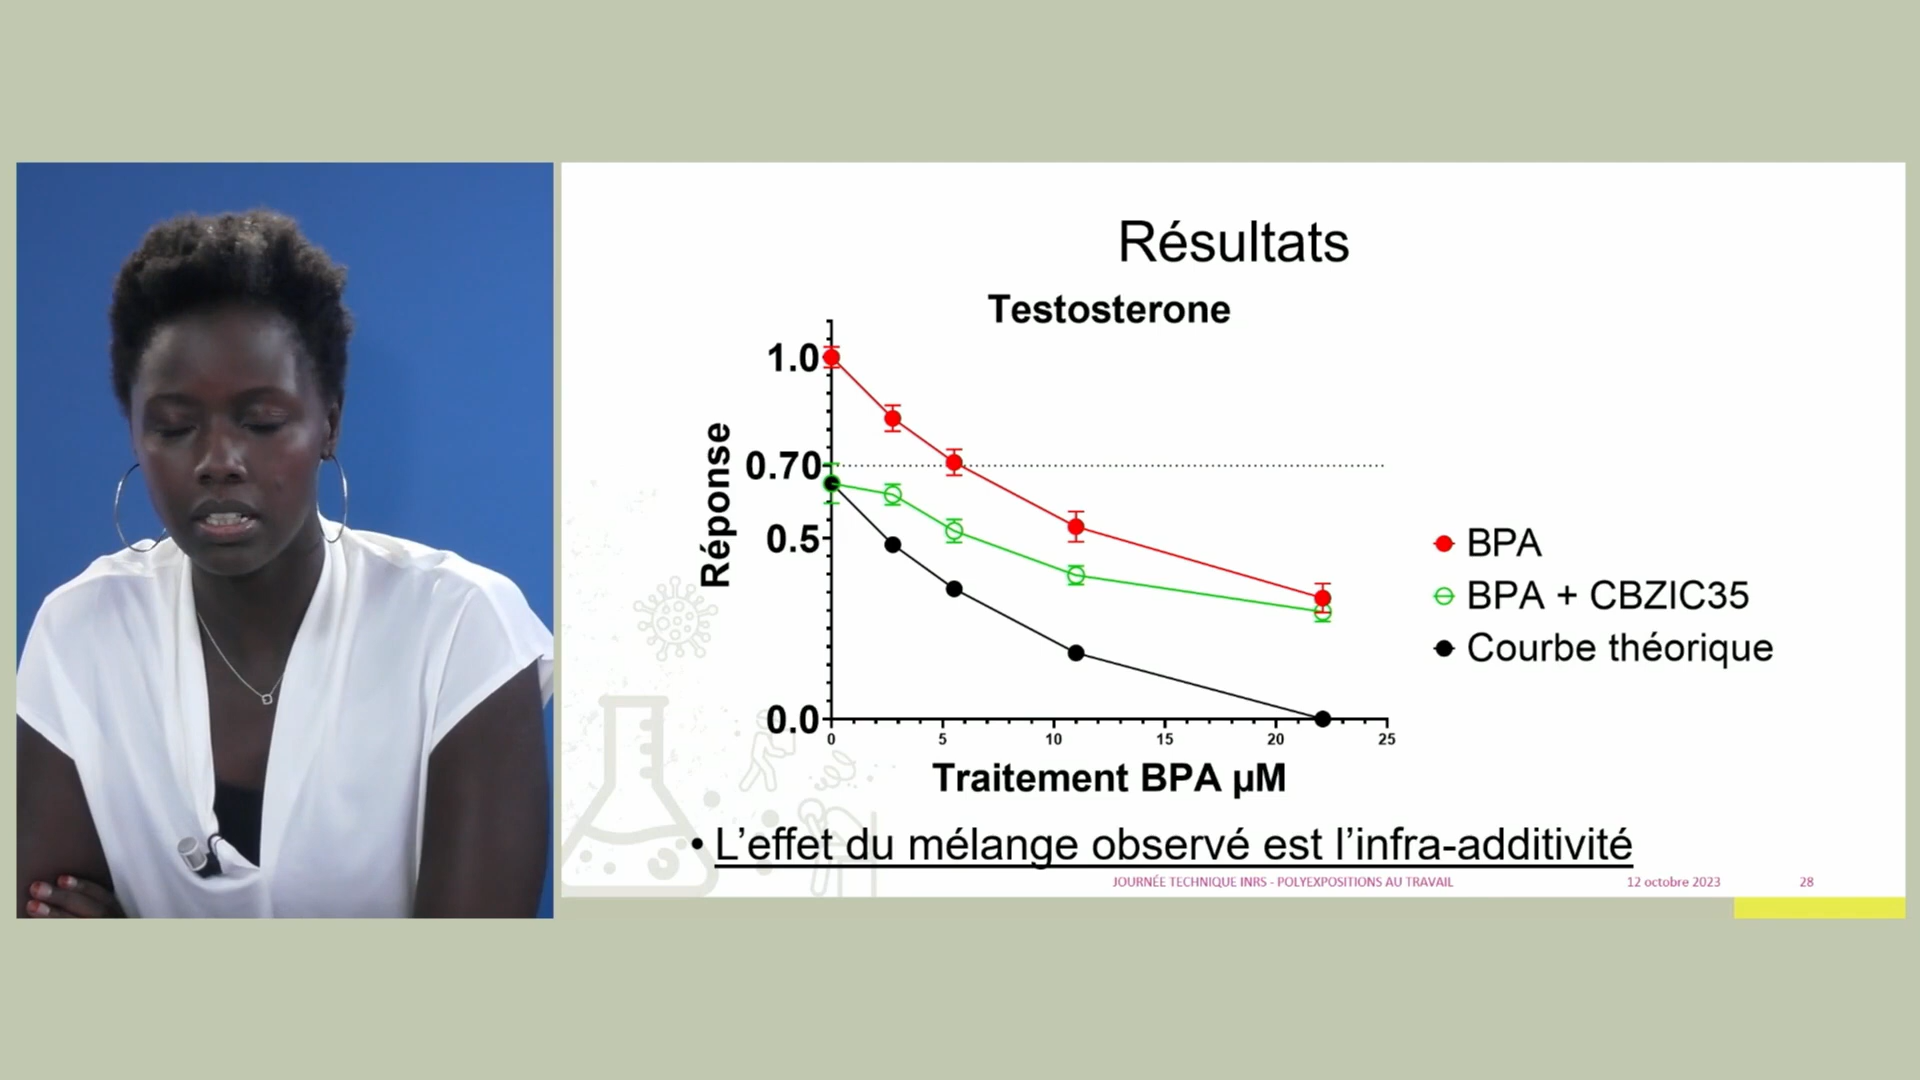 Résultats
Testosterone
1.0
0.70
0.5
0.0
Réponse
0 5 10 15 20 25
Traitement BPA µM
BPA
BPA + CBZIC35
Courbe théorique
• L’effet du mélange observé est l’infra-additivité
JOURNÉE TECHNIQUE INRS - POLYEXPOSITIONS AU TRAVAIL 12 octobre 2023 28